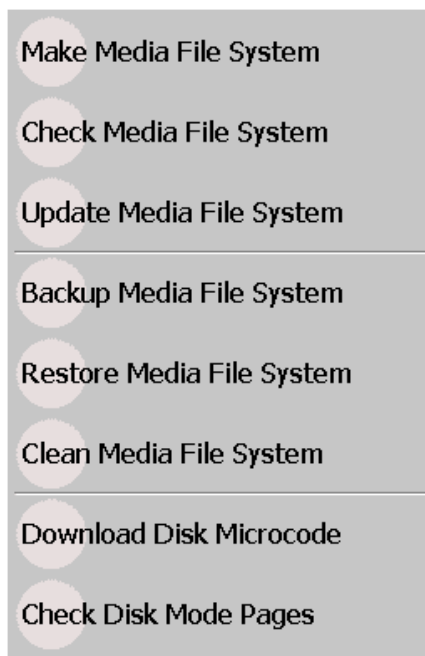 Make Media File System
Check Media File System
Update Media File System
Backup Media File System
Restore Media File System
Clean Media File System
Download Disk Microcode
Check Disk Mode Pages